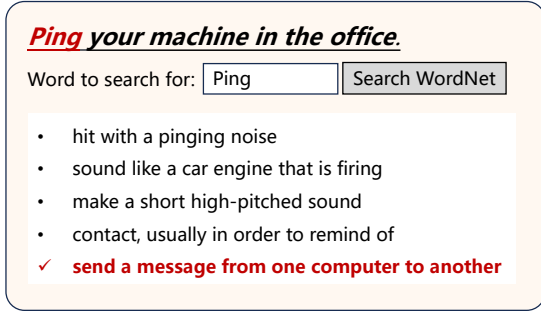 Ping your machine in the office.
Word to search for: Ping Search WordNet
• hit with a pinging noise
• sound like a car engine that is firing
• make a short high-pitched sound
• contact, usually in order to remind of
✓ send a message from one computer to another